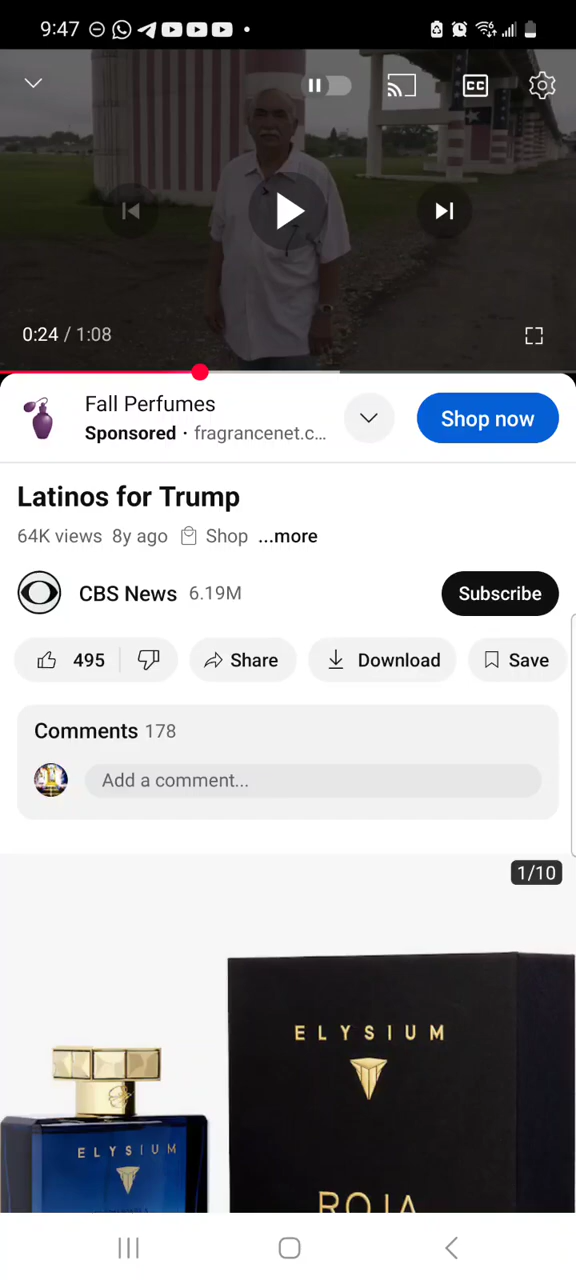 9:47
CC
0:24 / 1:08
Fall Perfumes
Sponsored · fragrancenet.c...
Shop now
Latinos for Trump
64K views 8y ago Shop ...more
CBS News 6.19M
Subscribe
495
Share
Download
Save
Comments 178
Add a comment...
1/10
ELYSIUM
ELYSIUM
ROJA